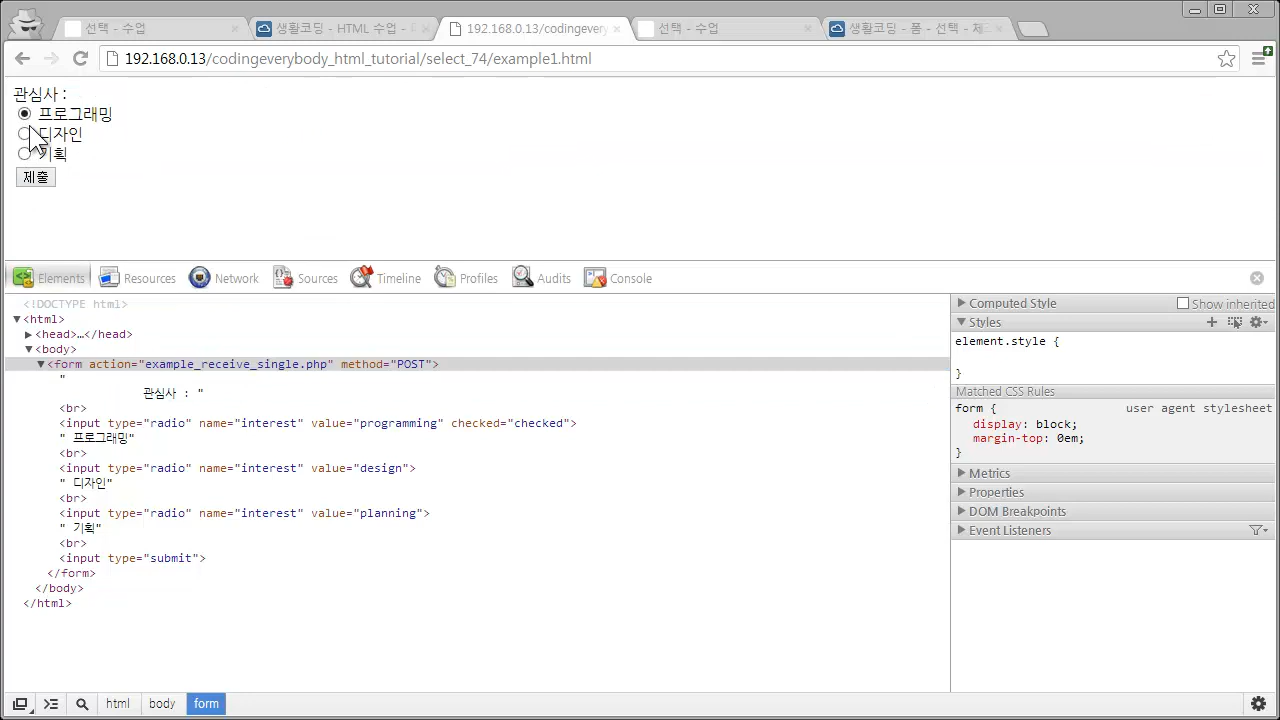 선택 - 수업
생활코딩 - HTML 수업 -
192.168.0.13/codingevery
선택 - 수업
생활코딩 - 폼 - 선택 -
192.168.0.13/codingeverybody_html_tutorial/select_74/example1.html
관심사 :
프로그래밍
디자인
기획
제출
Elements Resources Network Sources Timeline Profiles Audits Console
<!DOCTYPE html>
<html>
<head>…</head>
<body>
<form action="example_receive_single.php" method="POST">
"
관심사 : "
<br>
<input type="radio" name="interest" value="programming" checked="checked">
" 프로그래밍"
<br>
<input type="radio" name="interest" value="design">
" 디자인"
<br>
<input type="radio" name="interest" value="planning">
" 기획"
<br>
<input type="submit">
</form>
</body>
</html>
Computed Style Show inherited
Styles
element.style {
}
Matched CSS Rules
form { user agent stylesheet
display: block;
margin-top: 0em;
}
Metrics
Properties
DOM Breakpoints
Event Listeners
html body form